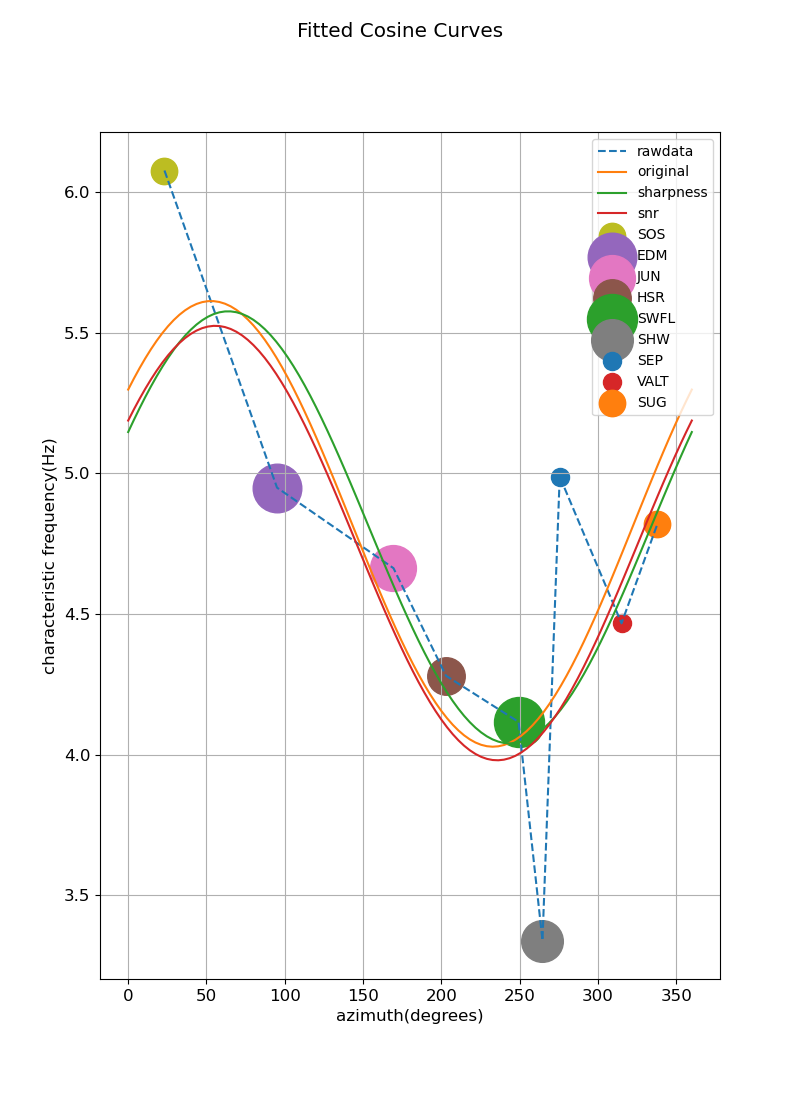 Fitted Cosine Curves
rawdata
original
sharpness
snr
SOS
EDM
JUN
HSR
SWFL
SHW
SEP
VALT
SUG
characteristic frequency(Hz)
6.0
5.5
5.0
4.5
4.0
3.5
0 50 100 150 200 250 300 350
azimuth(degrees)